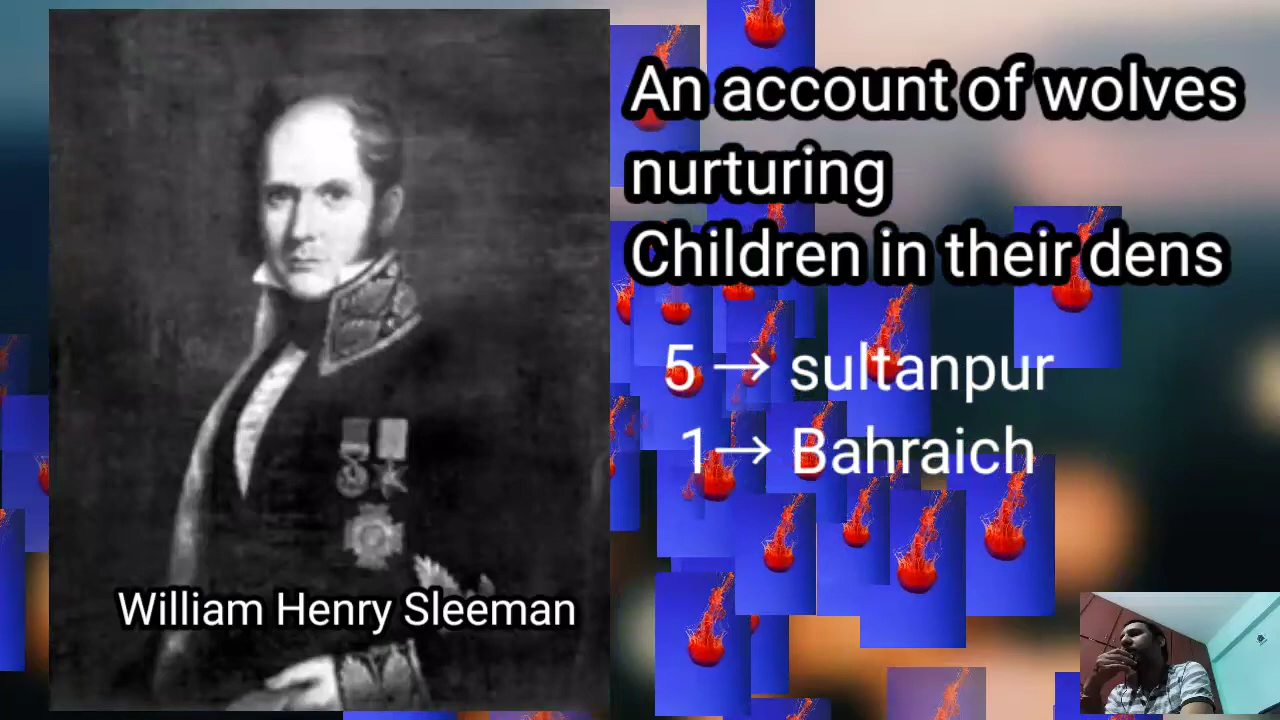 An account of wolves
nurturing
Children in their dens
5 → sultanpur
1 → Bahraich
William Henry Sleeman